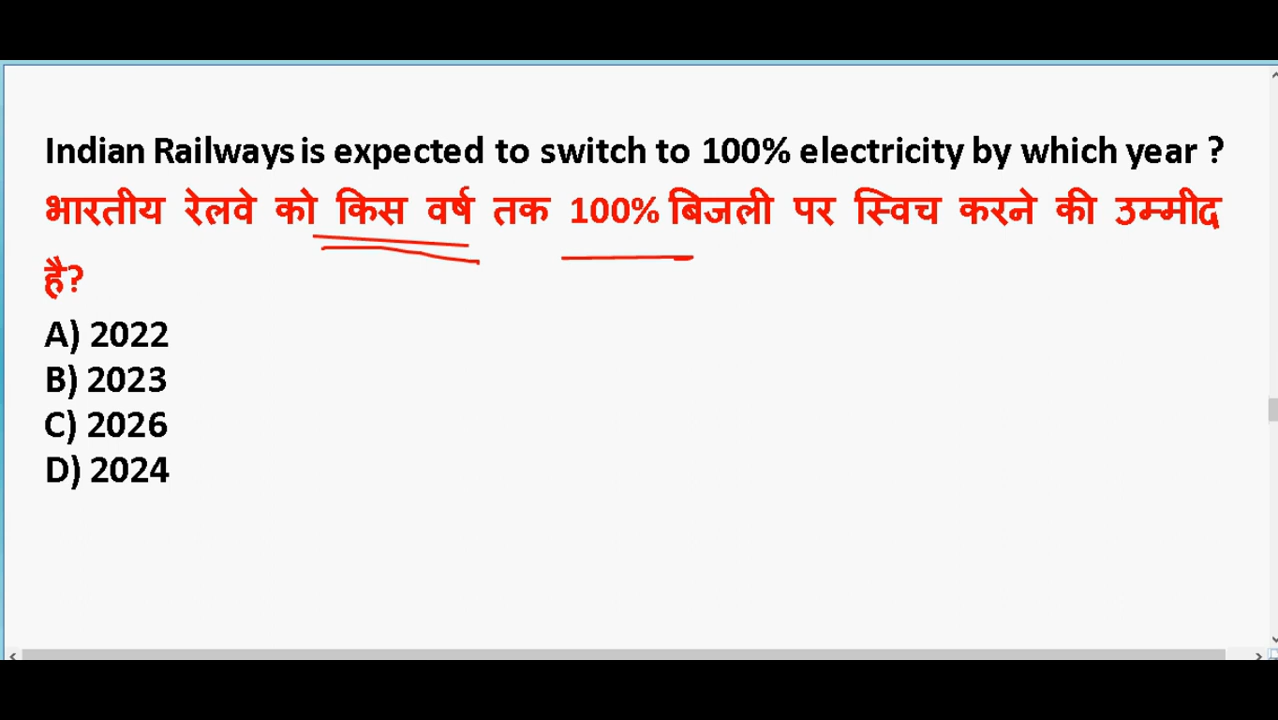 Indian Railways is expected to switch to 100% electricity by which year ?
भारतीय रेलवे को किस वर्ष तक 100% बिजली पर स्विच करने की उम्मीद
है?
A) 2022
B) 2023
C) 2026
D) 2024